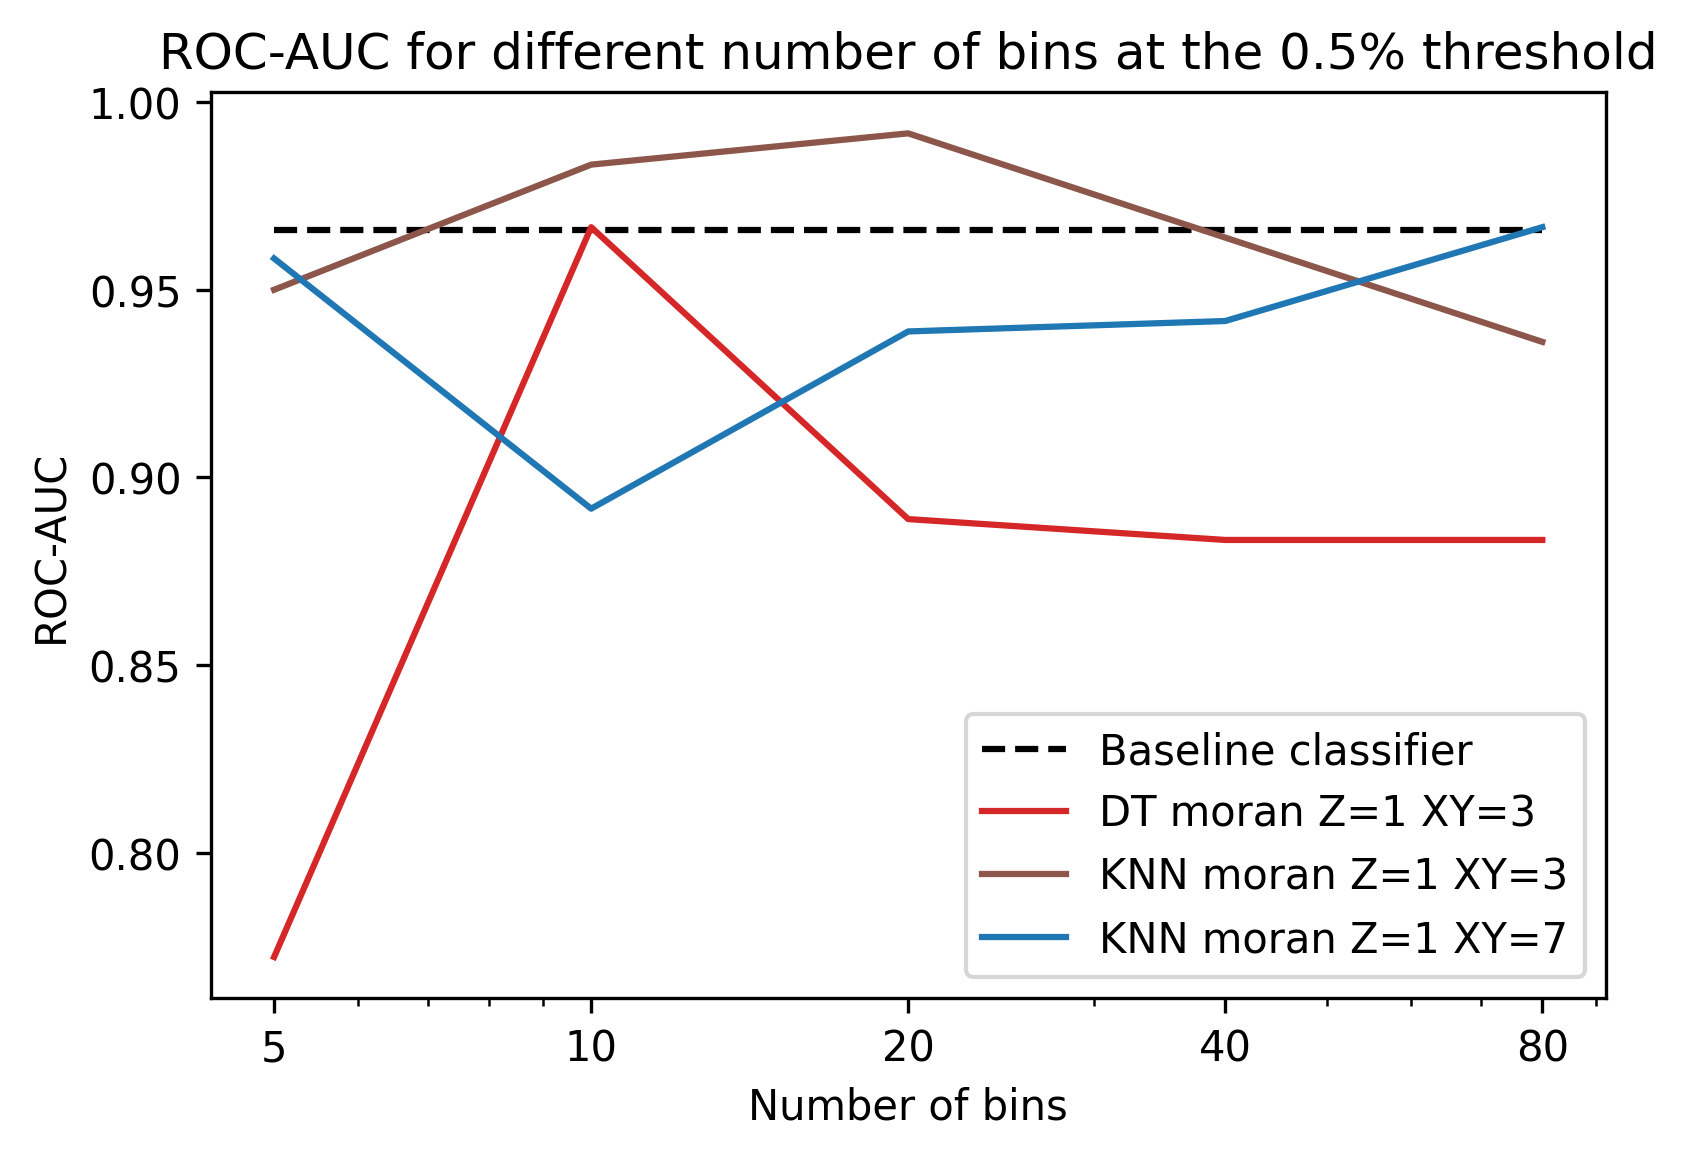 ROC-AUC for different number of bins at the 0.5% threshold
1.00
0.95
0.90
0.85
0.80
ROC-AUC
Baseline classifier
DT moran Z=1 XY=3
KNN moran Z=1 XY=3
KNN moran Z=1 XY=7
5 10 20 40 80
Number of bins